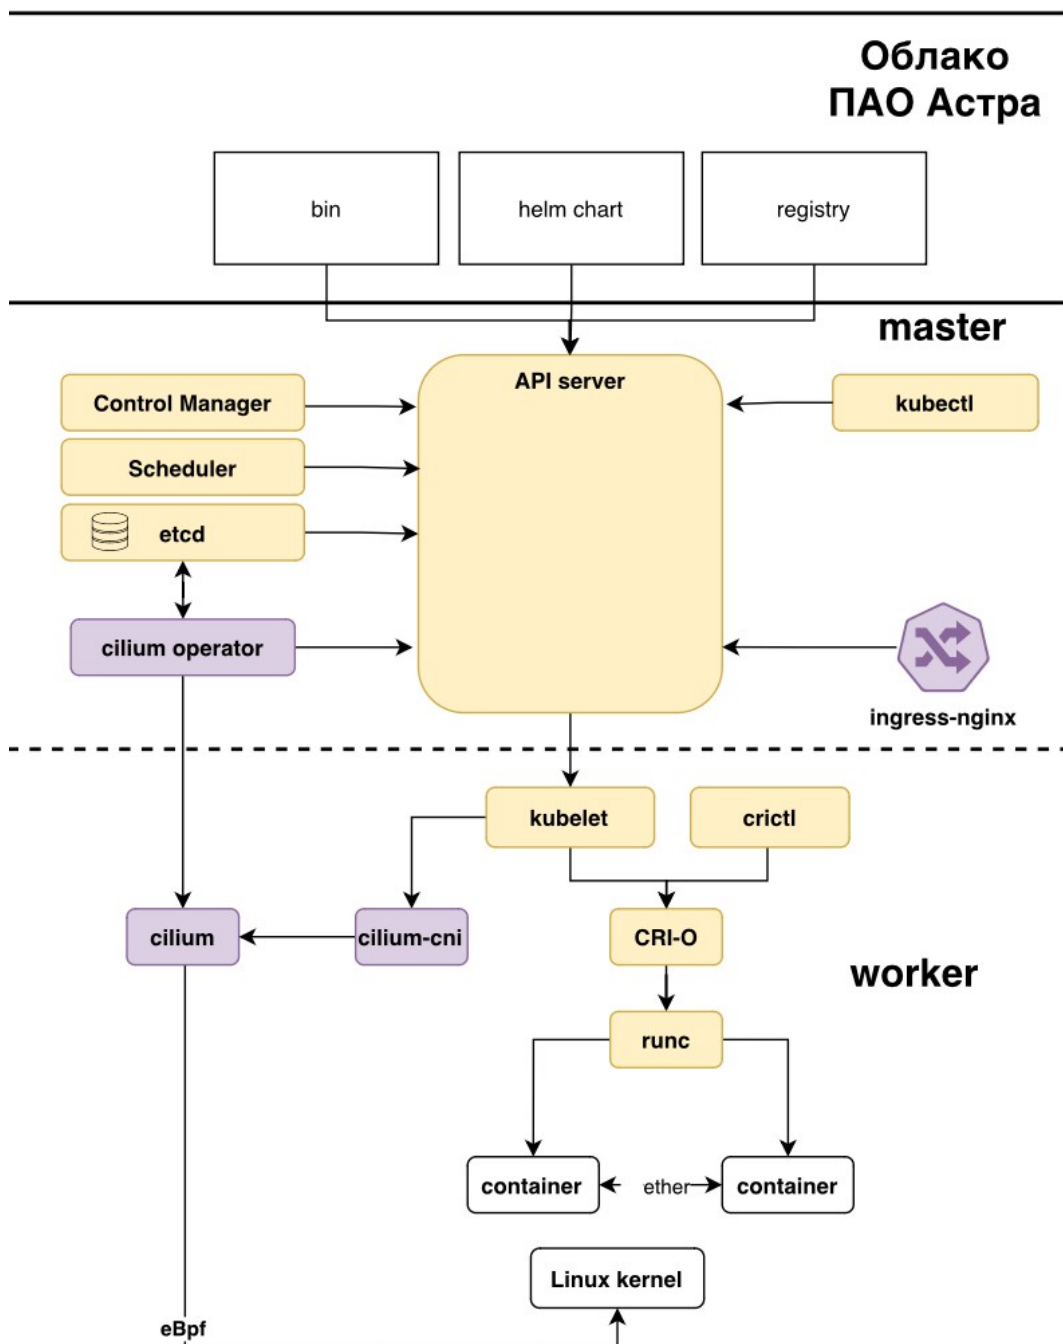 Облако
ПАО Астра
bin
helm chart
registry
master
API server
Control Manager
kubectl
Scheduler
etcd
cilium operator
ingress-nginx
kubelet
crictl
cilium
cilium-cni
CRI-O
worker
runc
container
ether
container
Linux kernel
eBpf